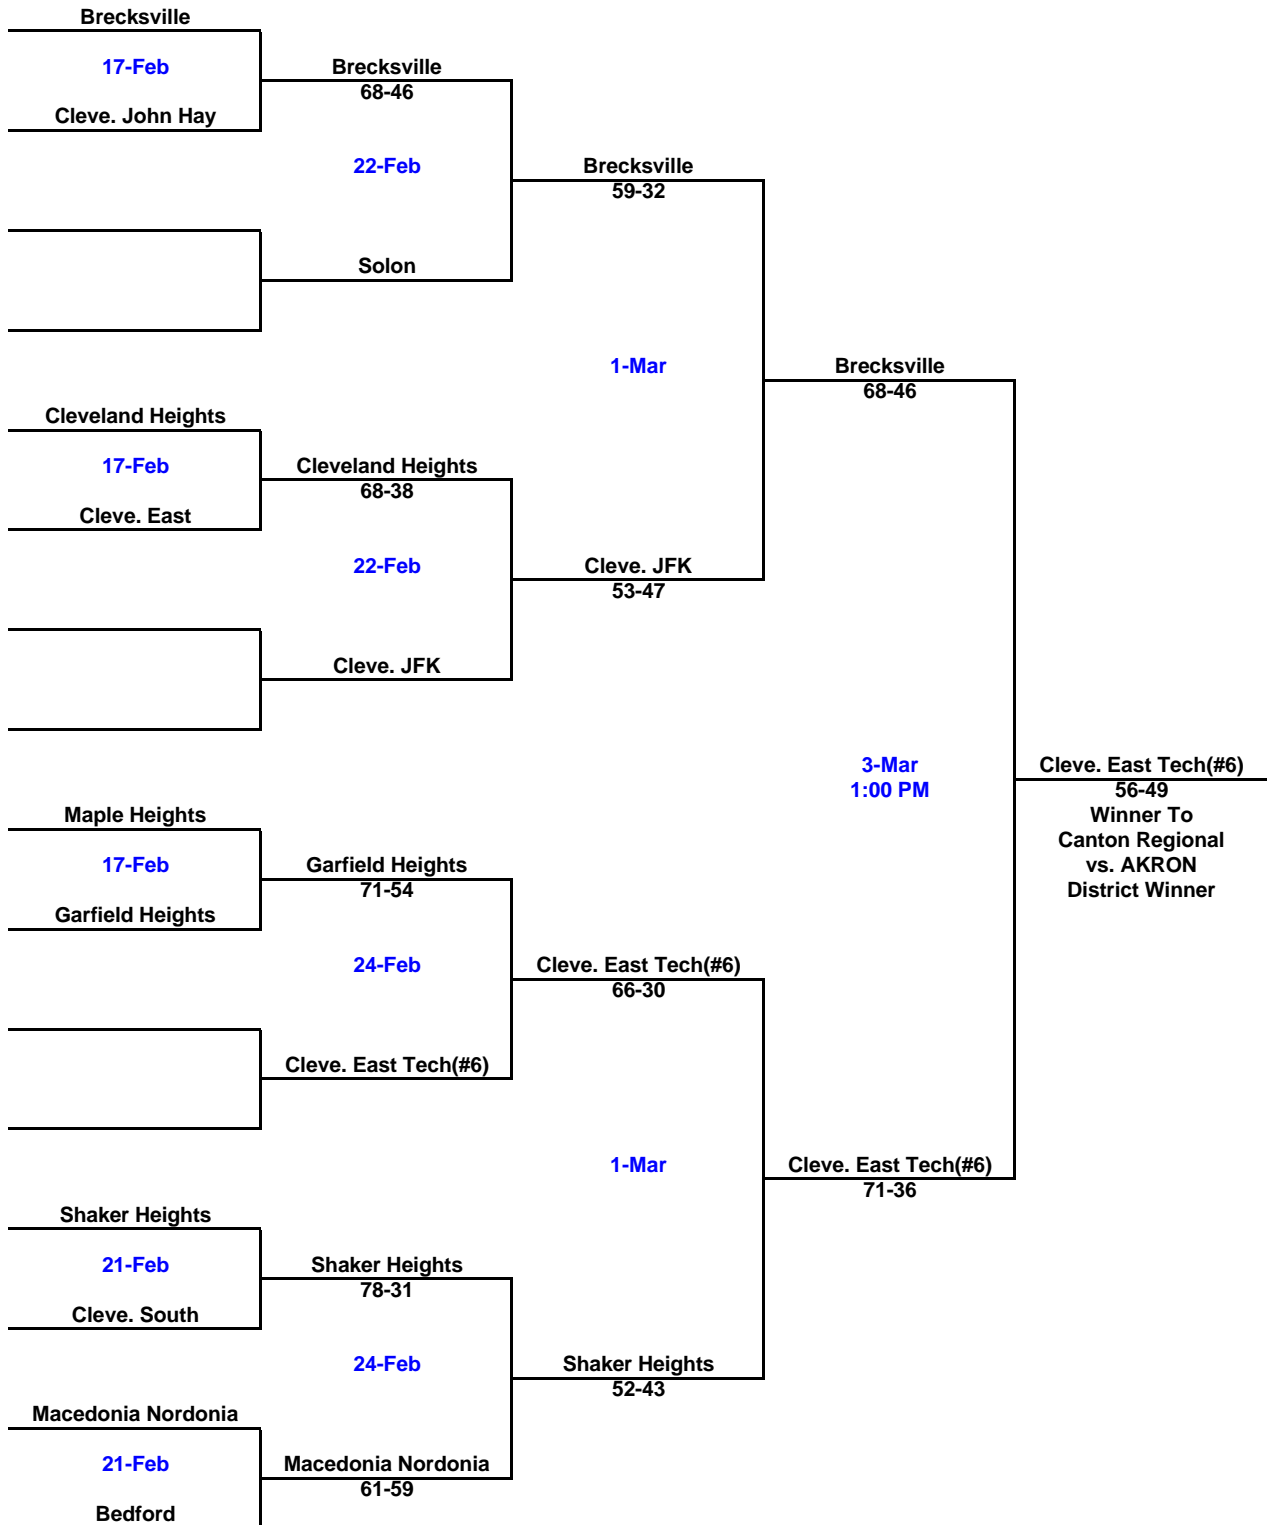 Brecksville
17-Feb
Brecksville
68-46
Cleve. John Hay
22-Feb
Brecksville
59-32
Solon
1-Mar
Brecksville
68-46
Cleveland Heights
17-Feb
Cleveland Heights
68-38
Cleve. East
22-Feb
Cleve. JFK
53-47
Cleve. JFK
3-Mar
1:00 PM
Cleve. East Tech(#6)
56-49
Winner To
Canton Regional
vs. AKRON
District Winner
Maple Heights
17-Feb
Garfield Heights
71-54
Garfield Heights
24-Feb
Cleve. East Tech(#6)
66-30
Cleve. East Tech(#6)
1-Mar
Cleve. East Tech(#6)
71-36
Shaker Heights
21-Feb
Shaker Heights
78-31
Cleve. South
24-Feb
Shaker Heights
52-43
Macedonia Nordonia
21-Feb
Macedonia Nordonia
61-59
Bedford